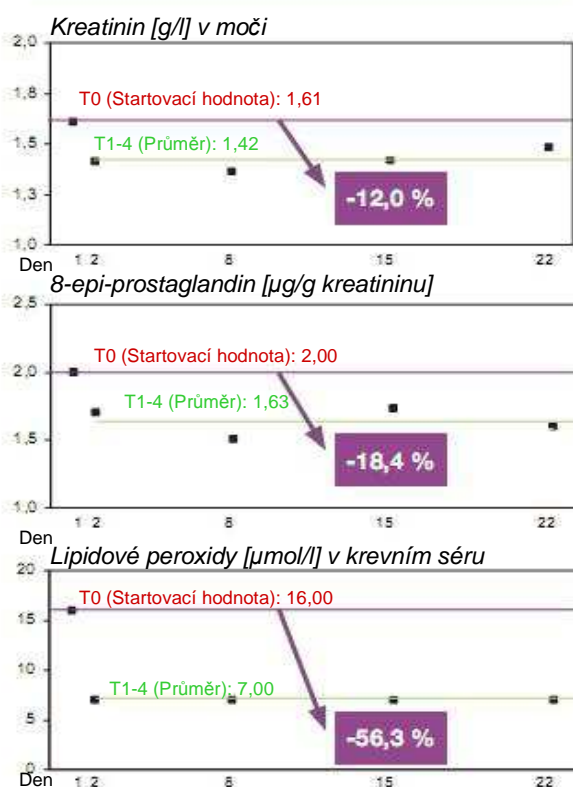 Kreatinin [g/l] v moči
2,0
1,8
T0 (Startovací hodnota): 1,61
1,5
T1-4 (Průměr): 1,42
-12,0 %
1,3
1,0
Den 1 2 8 15 22
8-epi-prostaglandin [µg/g kreatininu]
2,5
T0 (Startovací hodnota): 2,00
2,0
T1-4 (Průměr): 1,63
1,5
-18,4 %
1,0
Den 1 2 8 15 22
Lipidové peroxidy [µmol/l] v krevním séru
20
T0 (Startovací hodnota): 16,00
15
10
T1-4 (Průměr): 7,00
5
-56,3 %
0
Den 1 2 8 15 22